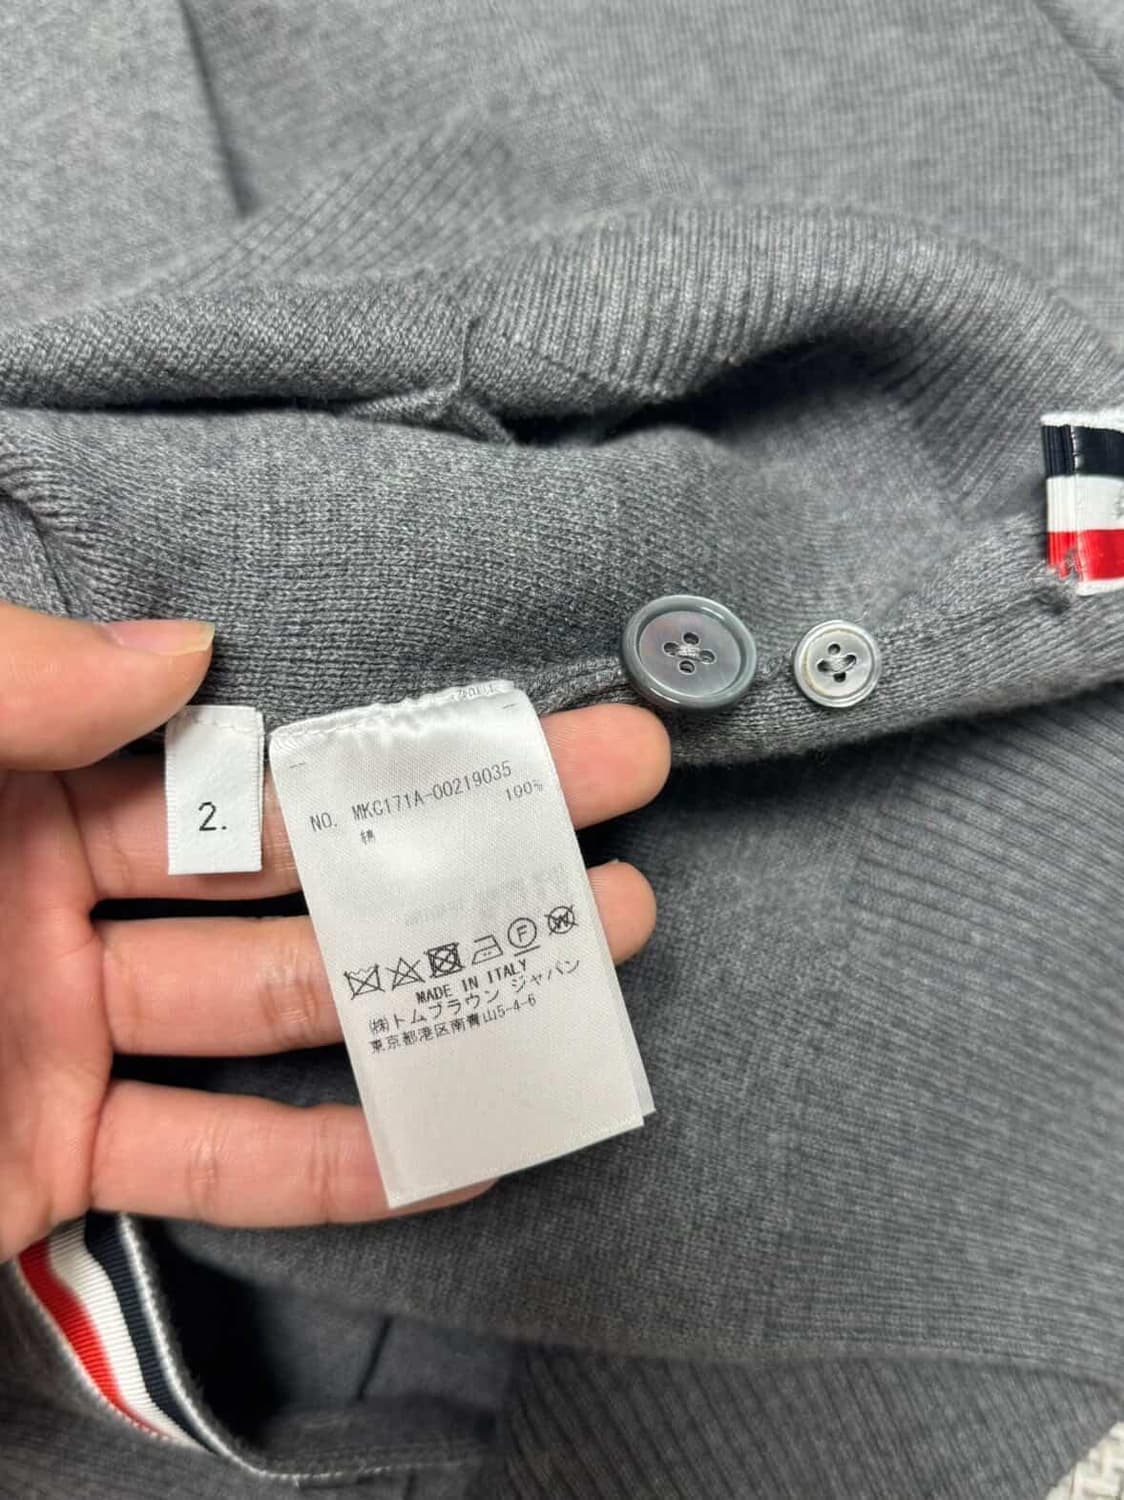 2.
NO. MKC171A-00219035
100%
綿
MADE IN ITALY
㈱トムブラウン ジャパン
東京都港区南青山5-4-6